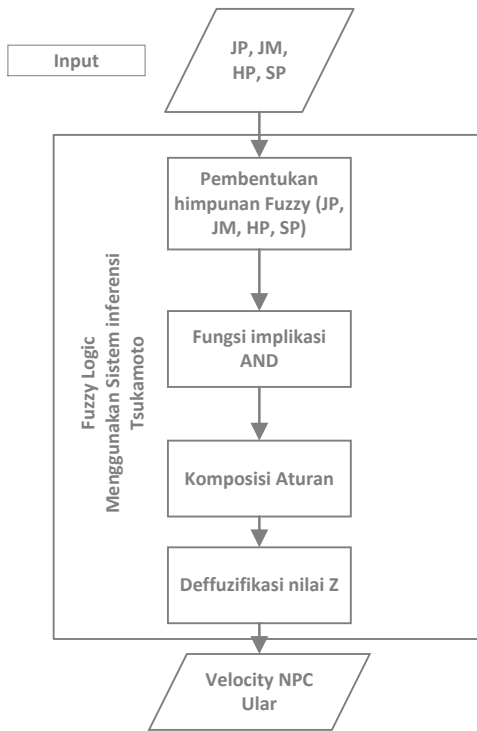 JP, JM,
HP, SP
Input
Pembentukan
himpunan Fuzzy (JP,
JM, HP, SP)
Fuzzy Logic
Menggunakan Sistem inferensi
Tsukamoto
Fungsi implikasi
AND
Komposisi Aturan
Deffuzifikasi nilai Z
Velocity NPC
Ular